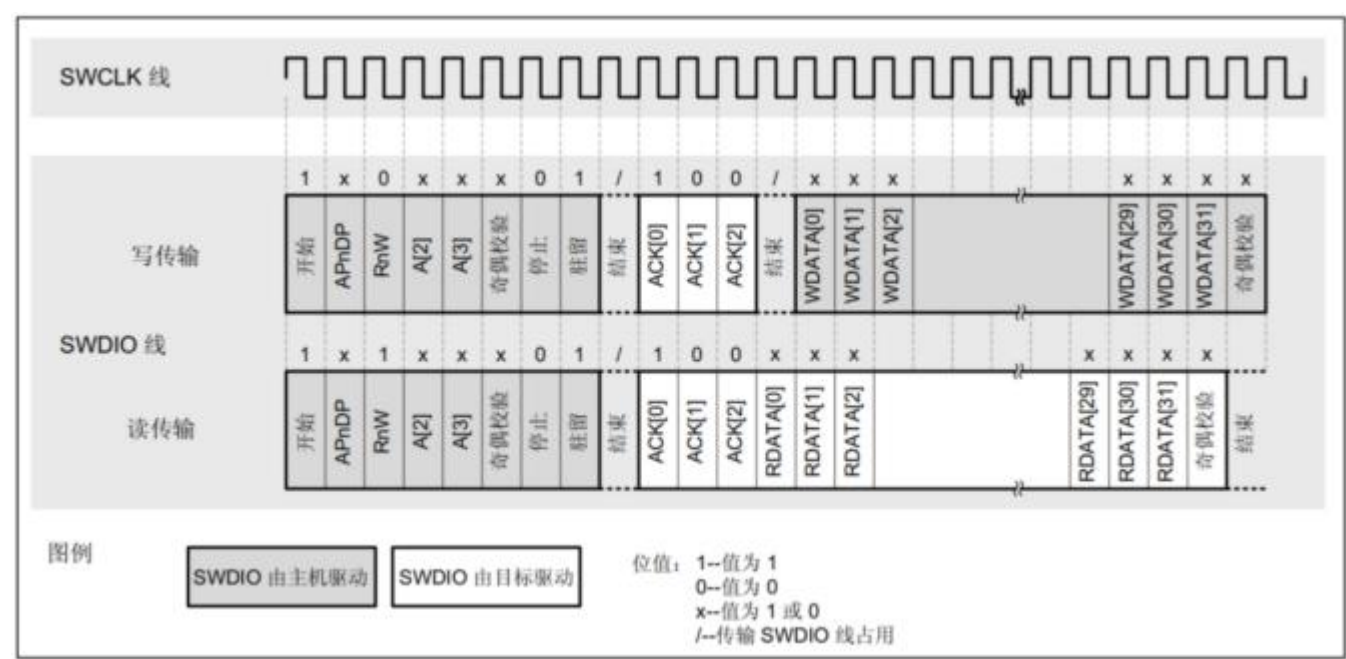 SWCLK 线
1 x 0 x x x 0 1 / 1 0 0 / x x x x x x x
写传输
开始 APnDP RnW A[2] A[3] 奇偶校验 停止 驻留 结束 ACK[0] ACK[1] ACK[2] 结束 WDATA[0] WDATA[1] WDATA[2] WDATA[29] WDATA[30] WDATA[31] 奇偶校验
SWDIO 线
1 x 1 x x x 0 1 / 1 0 0 x x x x x x x
读传输
开始 APnDP RnW A[2] A[3] 奇偶校验 停止 驻留 结束 ACK[0] ACK[1] ACK[2] RDATA[0] RDATA[1] RDATA[2] RDATA[29] RDATA[30] RDATA[31] 奇偶校验 结束
图例
SWDIO 由主机驱动
SWDIO 由目标驱动
位值：1--值为 1
0--值为 0
x--值为 1 或 0
/--传输 SWDIO 线占用